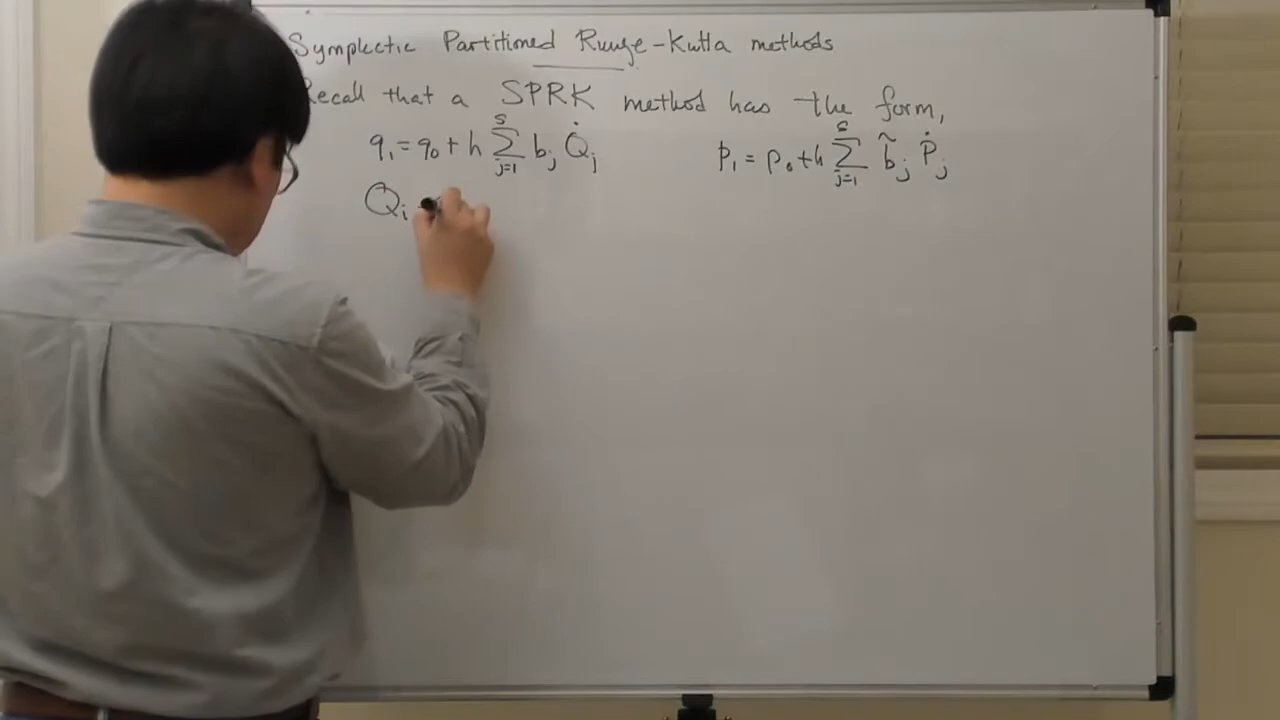 Symplectic Partitioned Runge-Kutta methods
Recall that a SPRK method has the form,
q₁ = q₀ + h Σ_{j=1}^{s} b_j Q̇_j    p₁ = p₀ + h Σ_{j=1}^{s} b̃_j Ṗ_j
Q_i